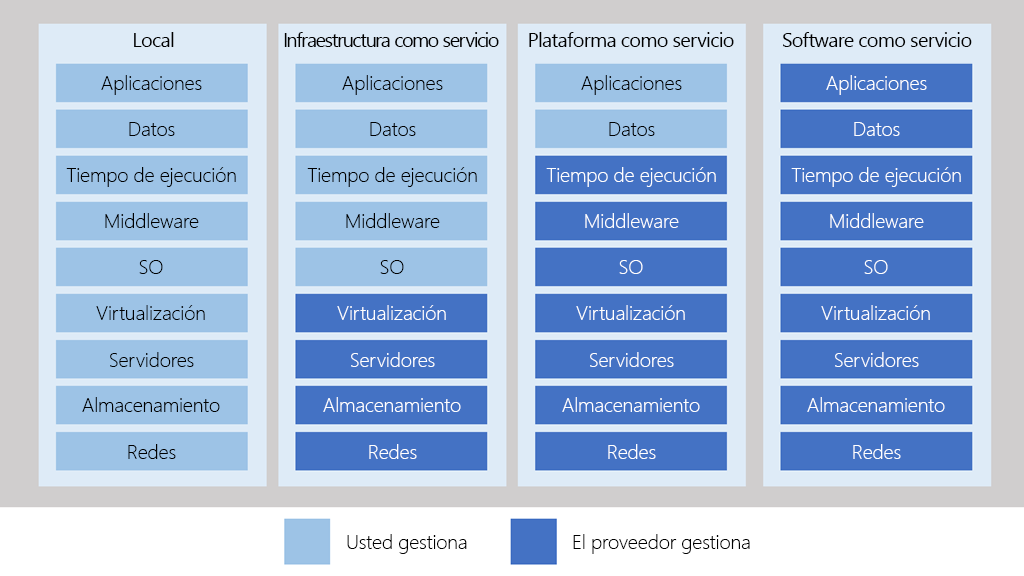 Local
Aplicaciones
Datos
Tiempo de ejecución
Middleware
SO
Virtualización
Servidores
Almacenamiento
Redes
Infraestructura como servicio
Aplicaciones
Datos
Tiempo de ejecución
Middleware
SO
Virtualización
Servidores
Almacenamiento
Redes
Plataforma como servicio
Aplicaciones
Datos
Tiempo de ejecución
Middleware
SO
Virtualización
Servidores
Almacenamiento
Redes
Software como servicio
Aplicaciones
Datos
Tiempo de ejecución
Middleware
SO
Virtualización
Servidores
Almacenamiento
Redes
Usted gestiona
El proveedor gestiona